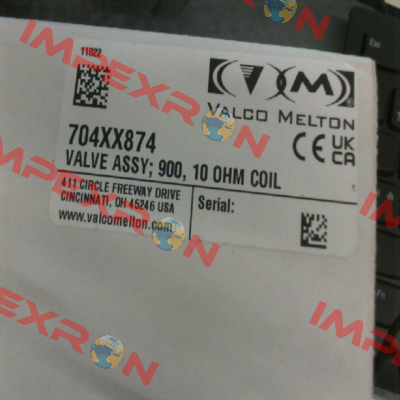 11022
VALCO MELTON
704XX874
CE UK CA
VALVE ASSY; 900, 10 OHM COIL
411 CIRCLE FREEWAY DRIVE
CINCINNATI, OH 45246 USA
www.valcomelton.com
Serial:
Esc
IMPEXRON
IMPEXRON
IMPEXRON
IMPEXRON
IMPEXRON